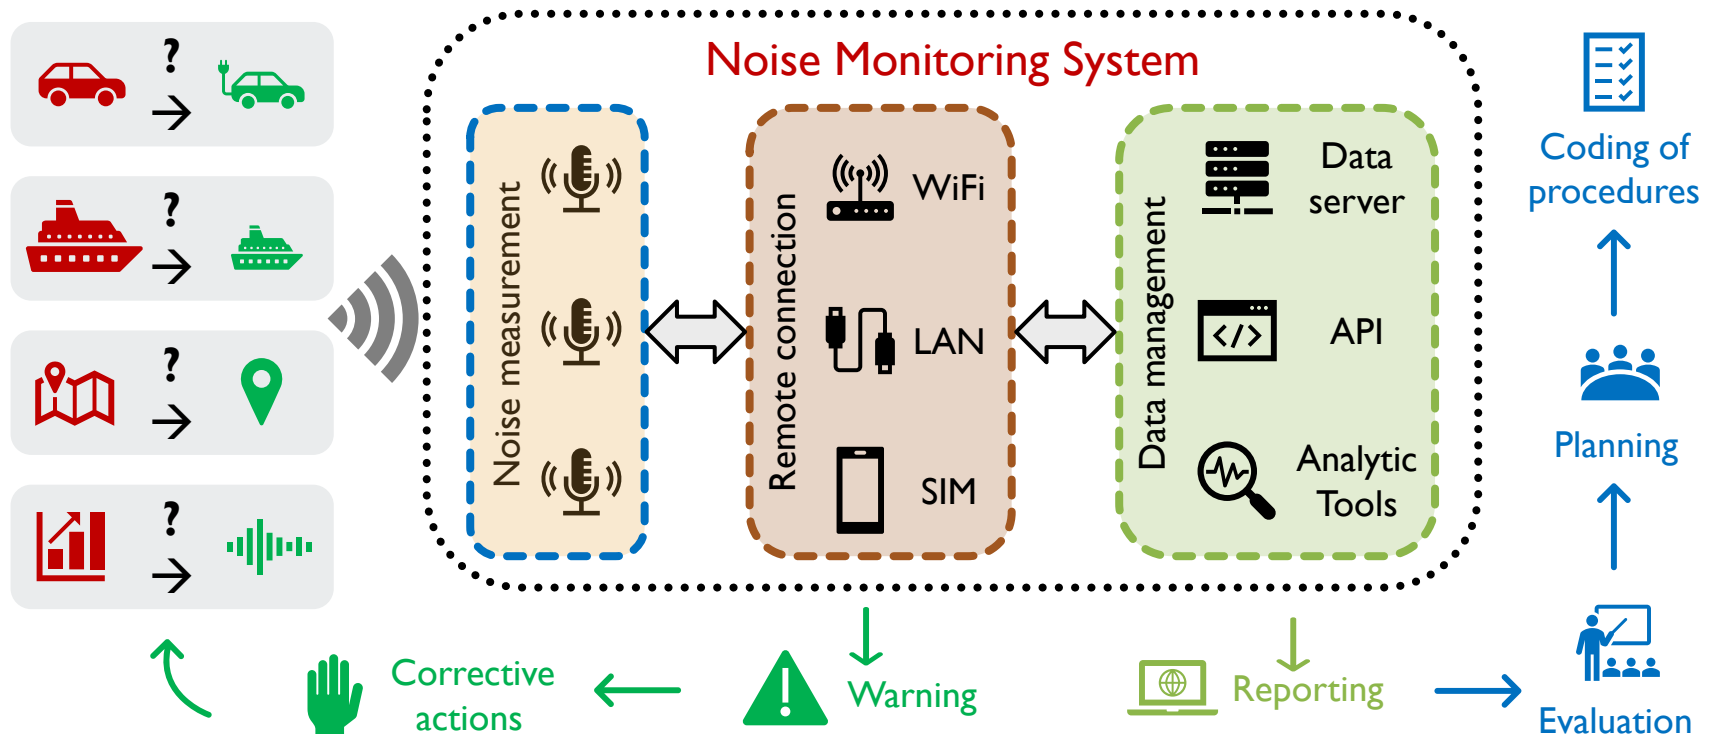 Noise Monitoring System
?
?
?
?
Noise measurement
Remote connection
WiFi
LAN
SIM
Data management
Data
server
</>
API
Analytic
Tools
Coding of
procedures
Planning
Evaluation
Reporting
!
Warning
Corrective
actions